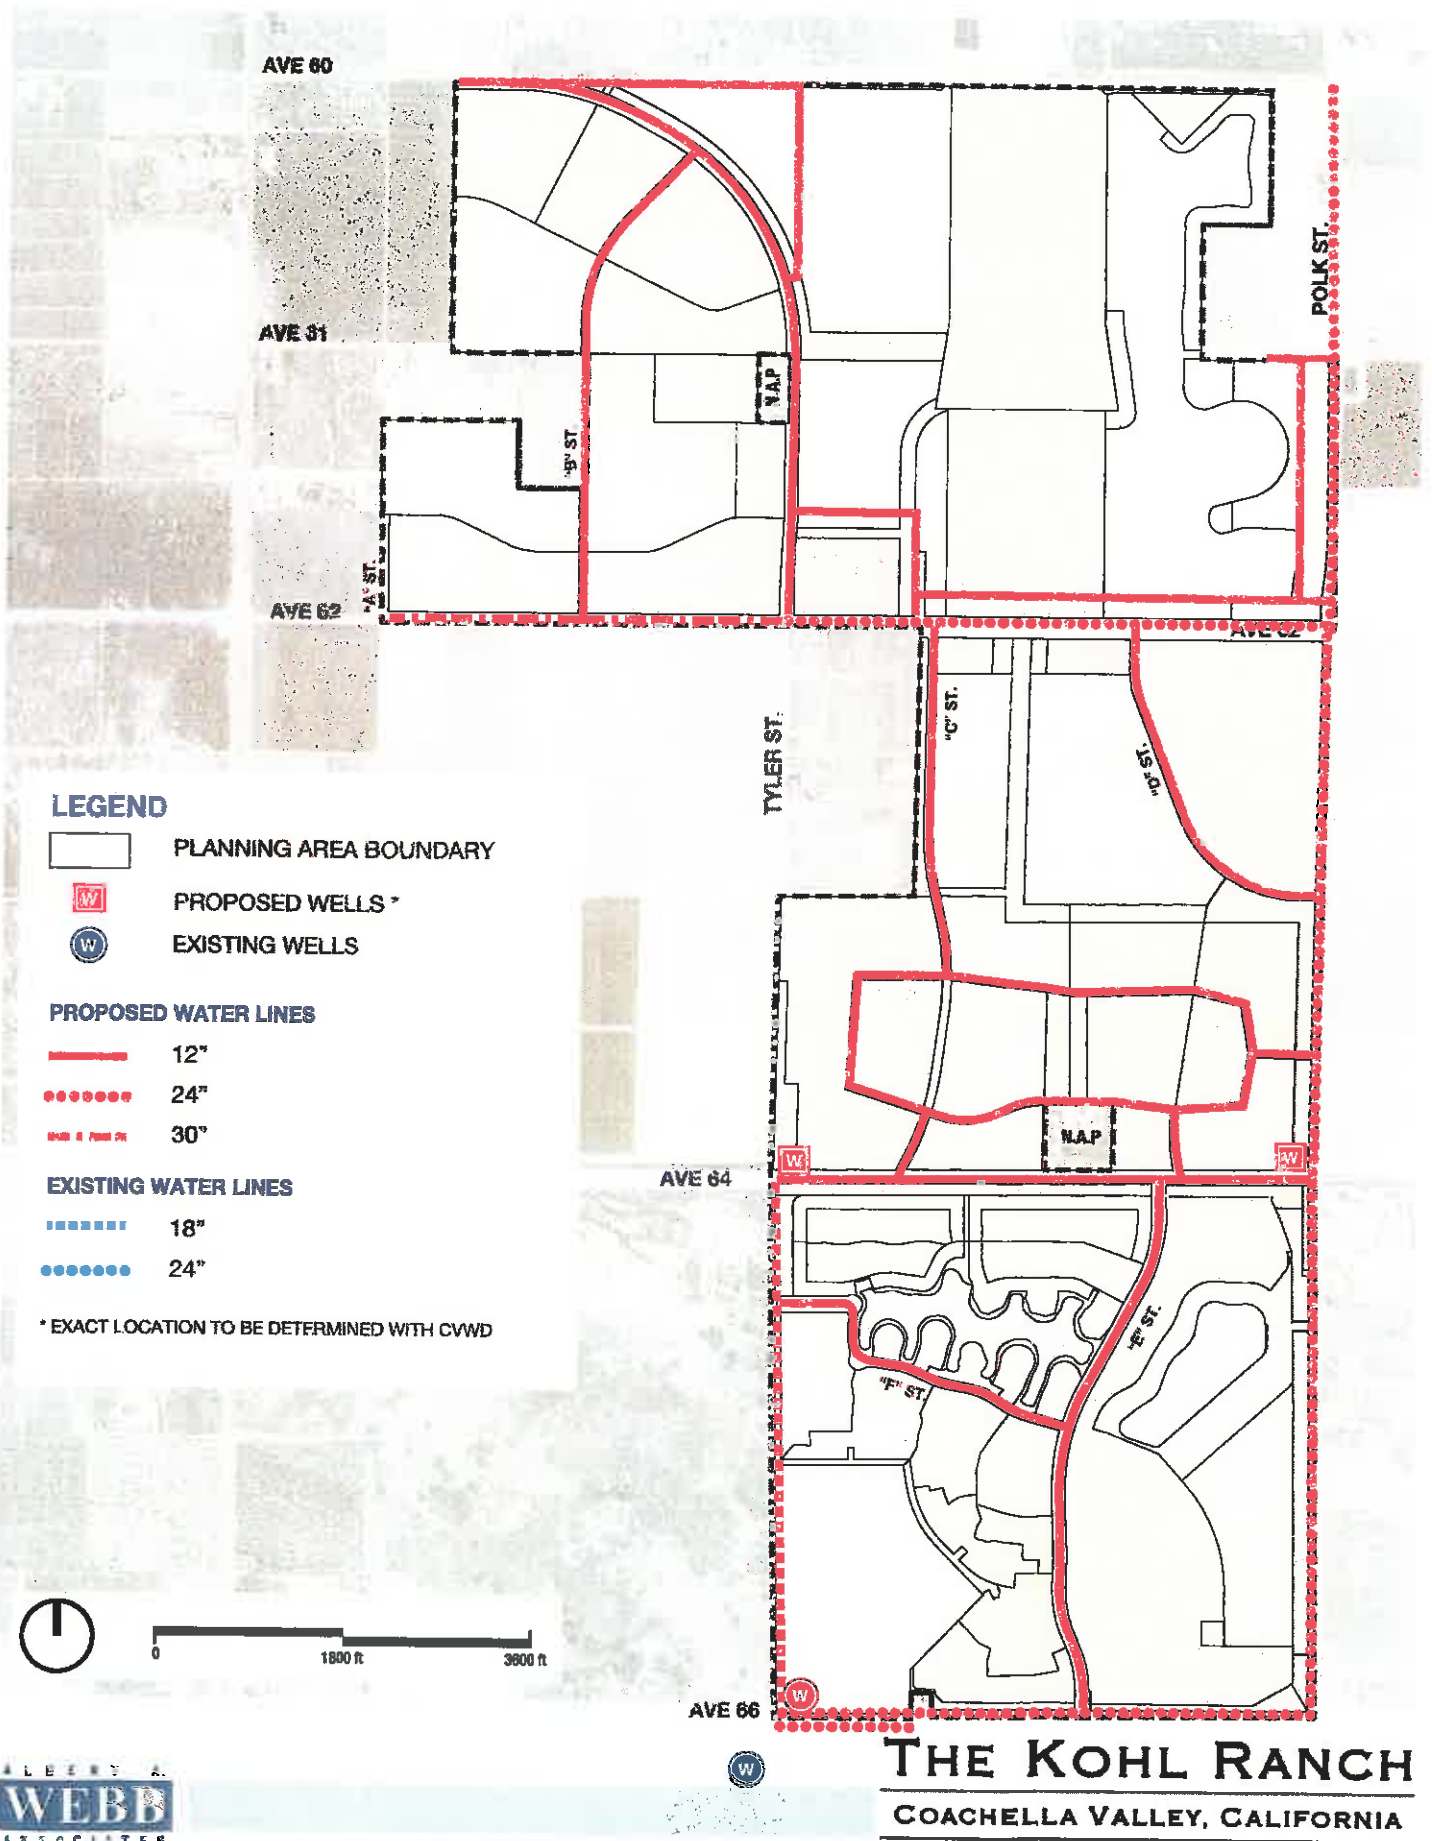 AVE 60
POLK ST.
AVE 61
N.A.P
"B" ST.
"A" ST.
AVE 62
AVE 62
"C" ST.
TYLER ST.
"D" ST.
LEGEND
PLANNING AREA BOUNDARY
W PROPOSED WELLS *
W EXISTING WELLS
PROPOSED WATER LINES
12"
24"
30"
EXISTING WATER LINES
18"
24"
* EXACT LOCATION TO BE DETERMINED WITH CVWD
N.A.P
W
W
AVE 64
"E" ST.
"F" ST.
0 1800 ft 3600 ft
W
AVE 66
W
THE KOHL RANCH
COACHELLA VALLEY, CALIFORNIA
ALBERT A.
WEBB
ASSOCIATES